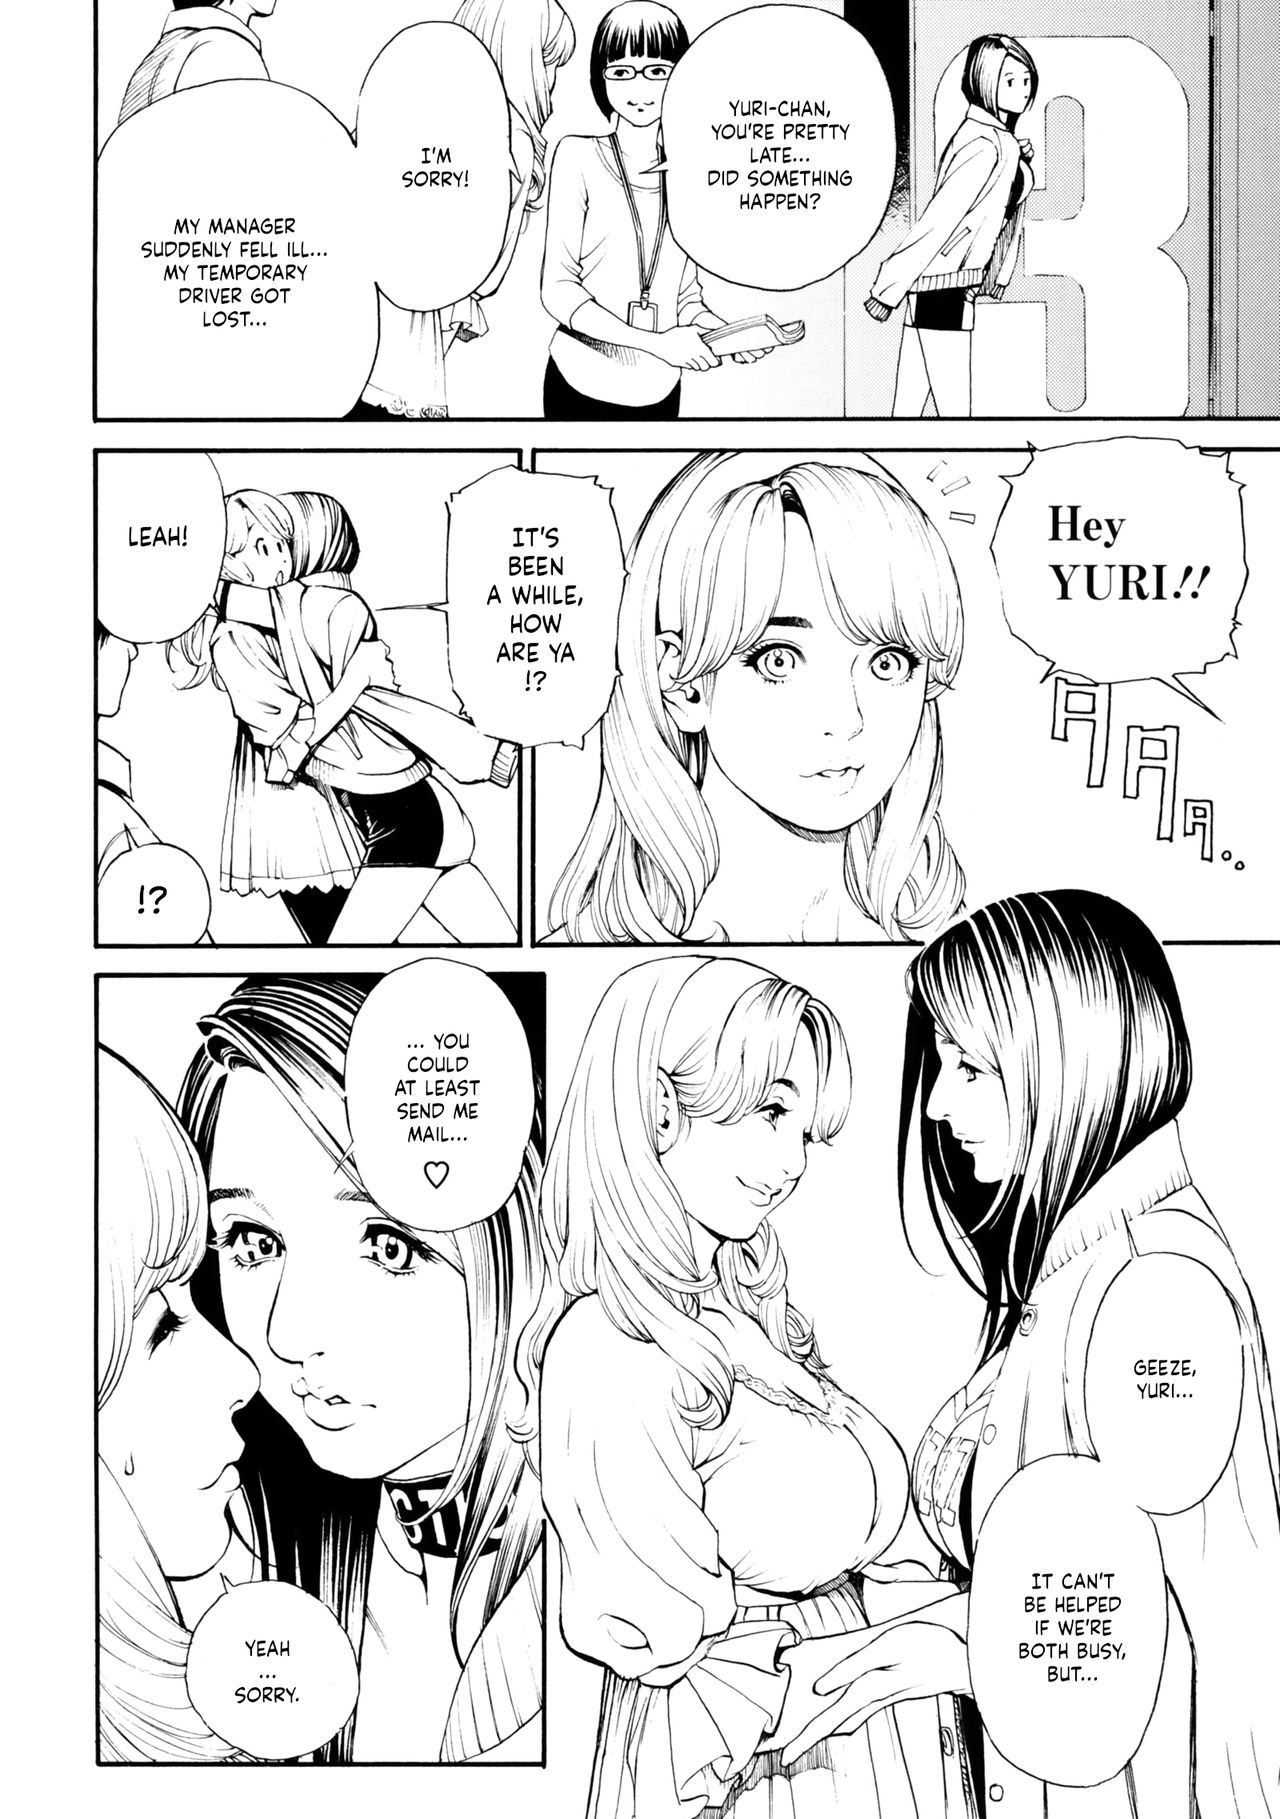 YURI-CHAN,
YOU'RE PRETTY
LATE...
DID SOMETHING
HAPPEN?
3
I'M
SORRY!
MY MANAGER
SUDDENLY FELL ILL...
MY TEMPORARY
DRIVER GOT
LOST...
Hey
YURI!!
IT'S
BEEN
A WHILE,
HOW
ARE YA
!?
LEAH!
!?
GEEZE,
YURI...
IT CAN'T
BE HELPED
IF WE'RE
BOTH BUSY,
BUT...
... YOU
COULD
AT LEAST
SEND ME
MAIL...
♡
YEAH
...
SORRY.